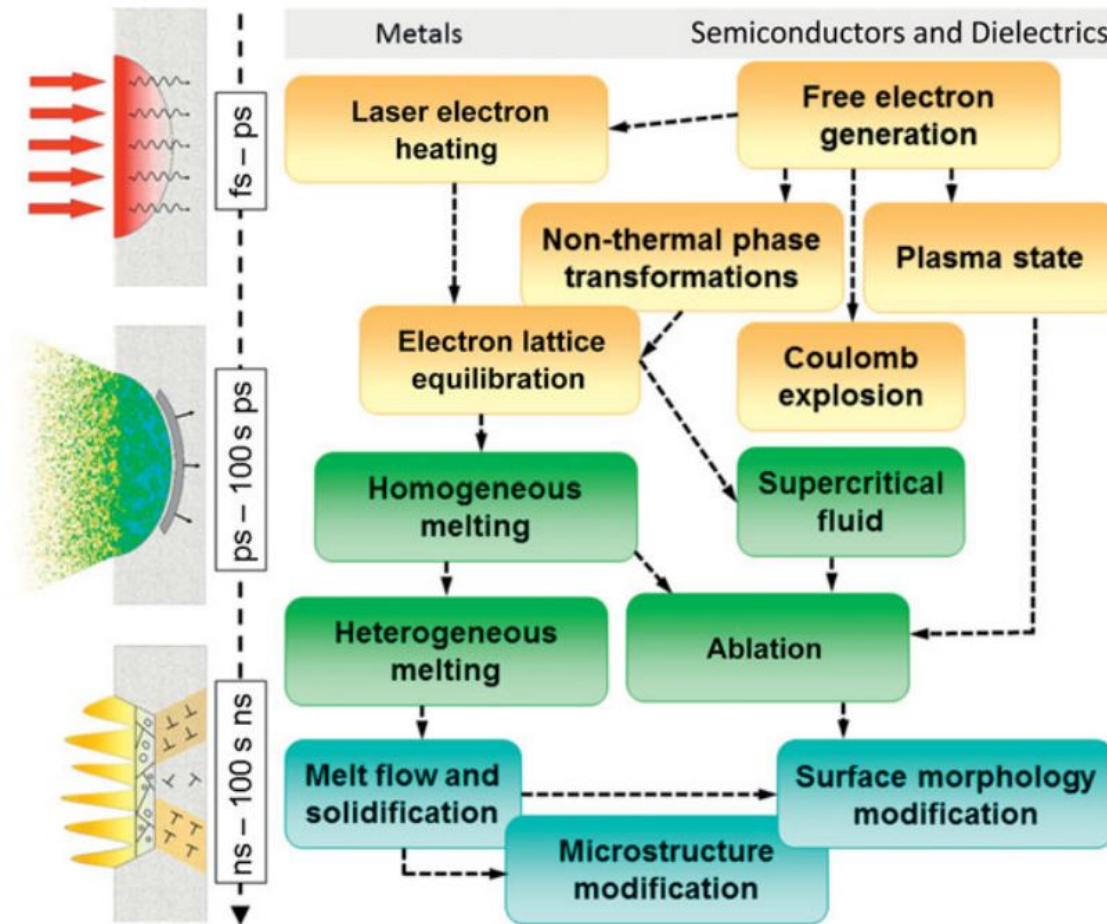 Metals
Semiconductors and Dielectrics
fs – ps
Laser electron
heating
Free electron
generation
Non-thermal phase
transformations
Plasma state
ps – 100 s ps
Electron lattice
equilibration
Coulomb
explosion
Homogeneous
melting
Supercritical
fluid
Heterogeneous
melting
Ablation
ns – 100 s ns
Melt flow and
solidification
Surface morphology
modification
Microstructure
modification